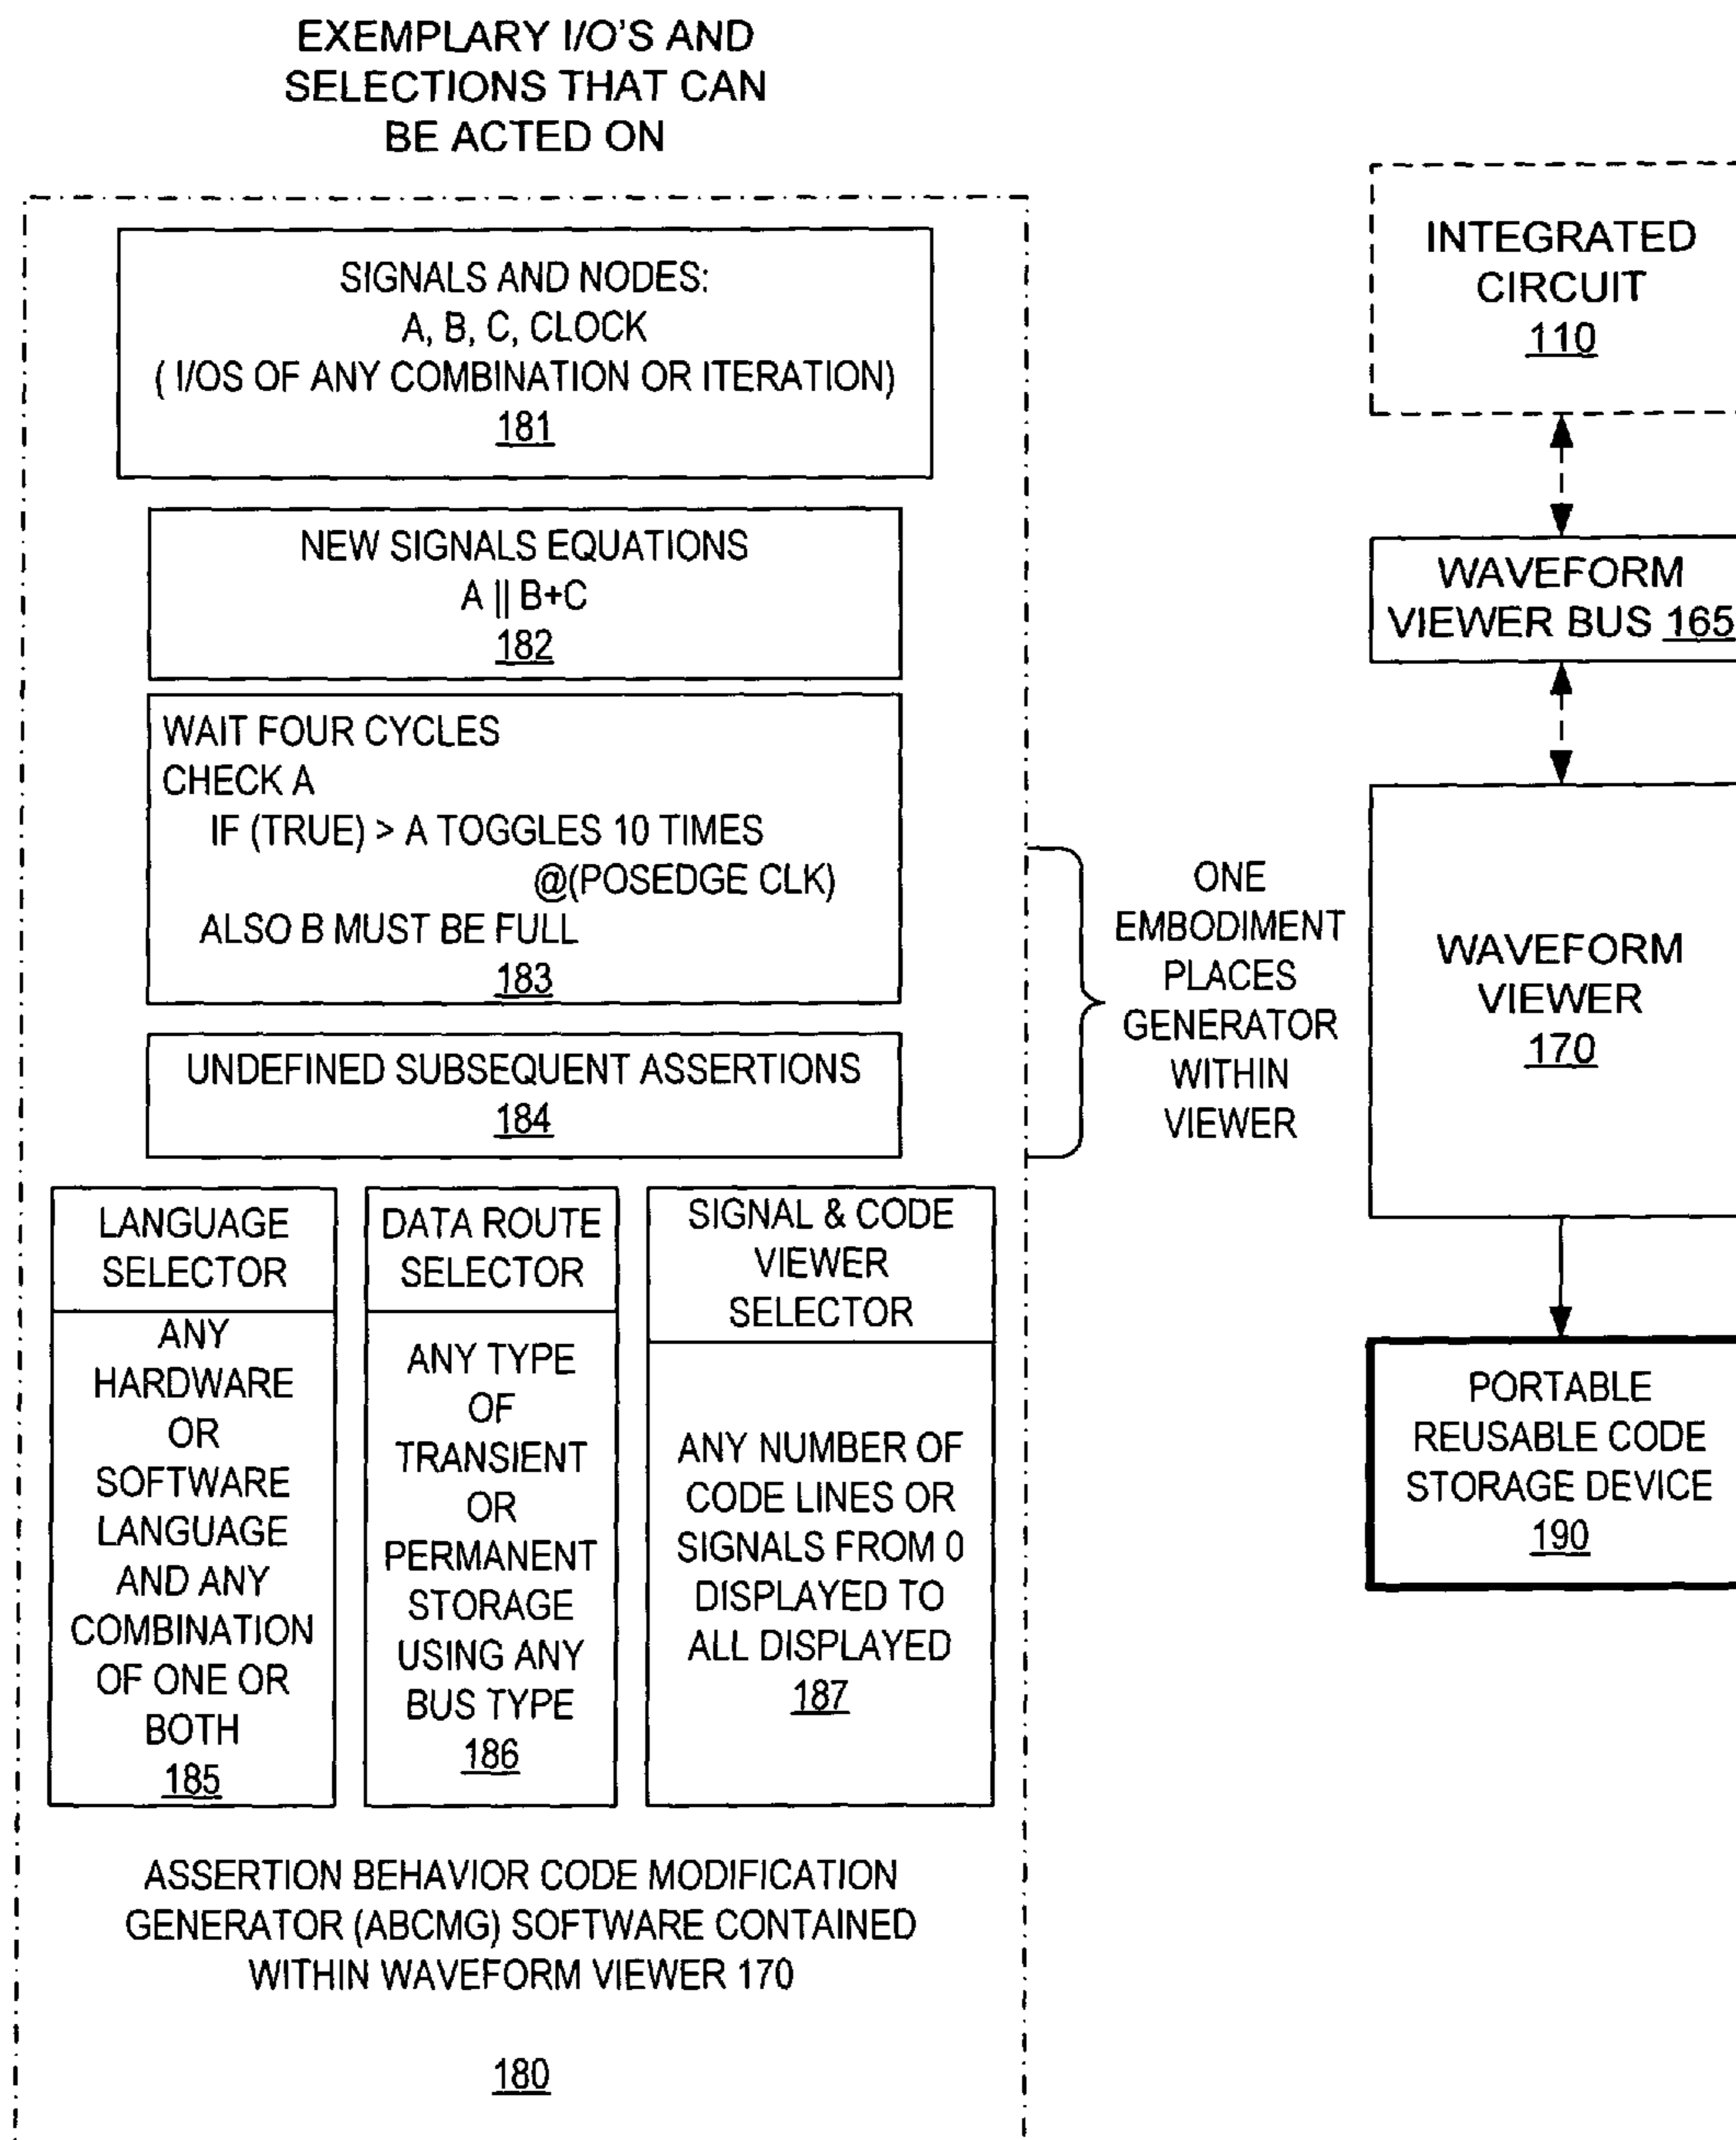 EXEMPLARY I/O'S AND
SELECTIONS THAT CAN
BE ACTED ON
SIGNALS AND NODES:
A, B, C, CLOCK
( I/OS OF ANY COMBINATION OR ITERATION)
181
NEW SIGNALS EQUATIONS
A || B+C
182
WAIT FOUR CYCLES
CHECK A
IF (TRUE) > A TOGGLES 10 TIMES
@(POSEDGE CLK)
ALSO B MUST BE FULL
183
UNDEFINED SUBSEQUENT ASSERTIONS
184
LANGUAGE
SELECTOR
ANY
HARDWARE
OR
SOFTWARE
LANGUAGE
AND ANY
COMBINATION
OF ONE OR
BOTH
185
DATA ROUTE
SELECTOR
ANY TYPE
OF
TRANSIENT
OR
PERMANENT
STORAGE
USING ANY
BUS TYPE
186
SIGNAL & CODE
VIEWER
SELECTOR
ANY NUMBER OF
CODE LINES OR
SIGNALS FROM 0
DISPLAYED TO
ALL DISPLAYED
187
ASSERTION BEHAVIOR CODE MODIFICATION
GENERATOR (ABCMG) SOFTWARE CONTAINED
WITHIN WAVEFORM VIEWER 170
180
ONE
EMBODIMENT
PLACES
GENERATOR
WITHIN
VIEWER
INTEGRATED
CIRCUIT
110
WAVEFORM
VIEWER BUS 165
WAVEFORM
VIEWER
170
PORTABLE
REUSABLE CODE
STORAGE DEVICE
190